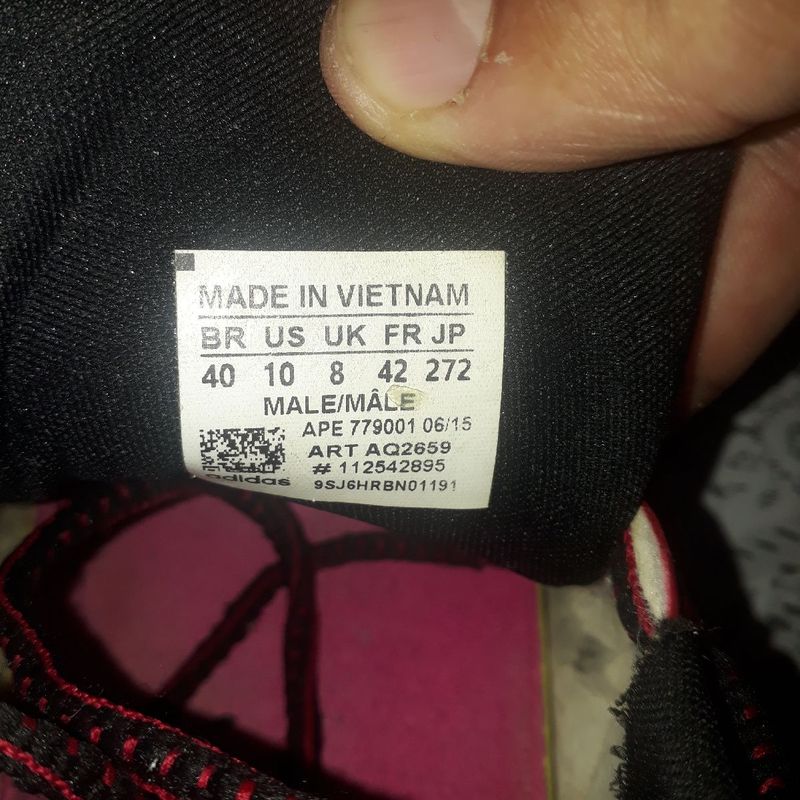 MADE IN VIETNAM
BR US UK FR JP
40 10 8 42 272
MALE/MÂLE
APE 779001 06/15
ART AQ2659
# 112542895
adidas 9SJ6HRBN01191